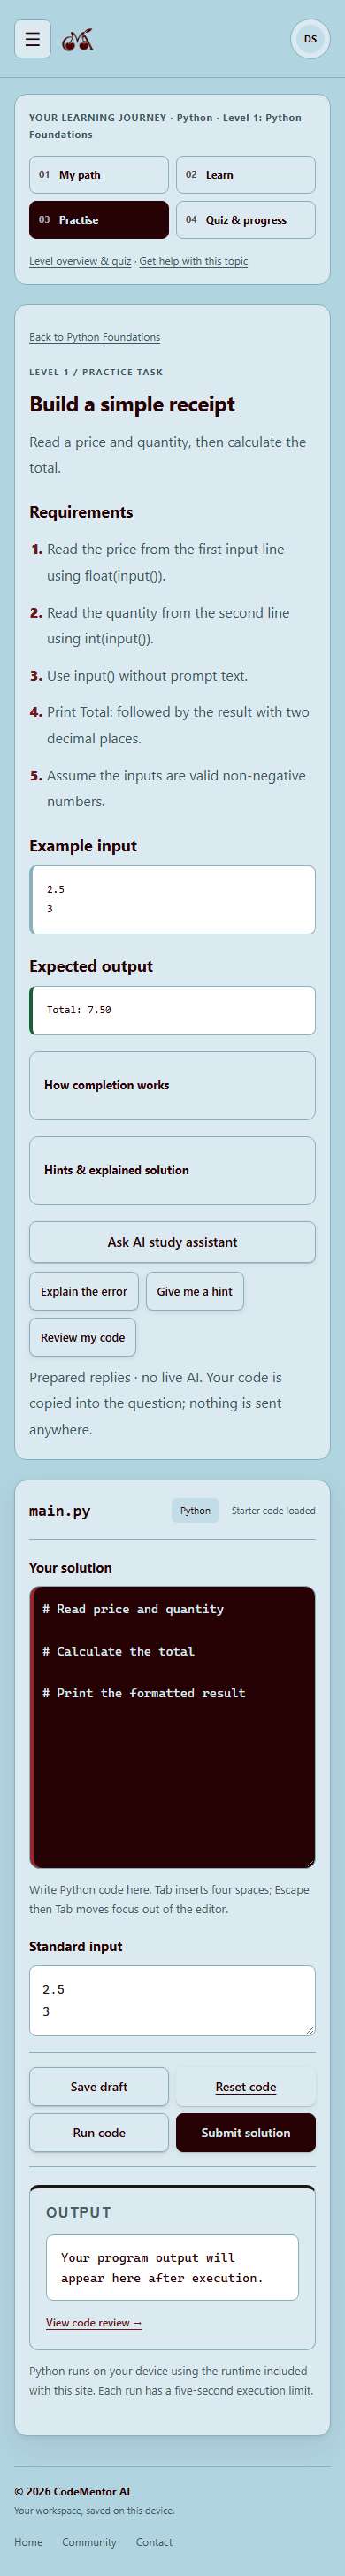 ☰
DS
YOUR LEARNING JOURNEY · Python · Level 1: Python
Foundations
01 My path
02 Learn
03 Practise
04 Quiz & progress
Level overview & quiz · Get help with this topic
Back to Python Foundations
LEVEL 1 / PRACTICE TASK
Build a simple receipt
Read a price and quantity, then calculate the
total.
Requirements
1. Read the price from the first input line
using float(input()).
2. Read the quantity from the second line
using int(input()).
3. Use input() without prompt text.
4. Print Total: followed by the result with two
decimal places.
5. Assume the inputs are valid non-negative
numbers.
Example input
2.5
3
Expected output
Total: 7.50
How completion works
Hints & explained solution
Ask AI study assistant
Explain the error
Give me a hint
Review my code
Prepared replies · no live AI. Your code is
copied into the question; nothing is sent
anywhere.
main.py
Python
Starter code loaded
Your solution
# Read price and quantity
# Calculate the total
# Print the formatted result
Write Python code here. Tab inserts four spaces; Escape
then Tab moves focus out of the editor.
Standard input
2.5
3
Save draft
Reset code
Run code
Submit solution
OUTPUT
Your program output will
appear here after execution.
View code review →
Python runs on your device using the runtime included
with this site. Each run has a five-second execution limit.
© 2026 CodeMentor AI
Your workspace, saved on this device.
Home
Community
Contact